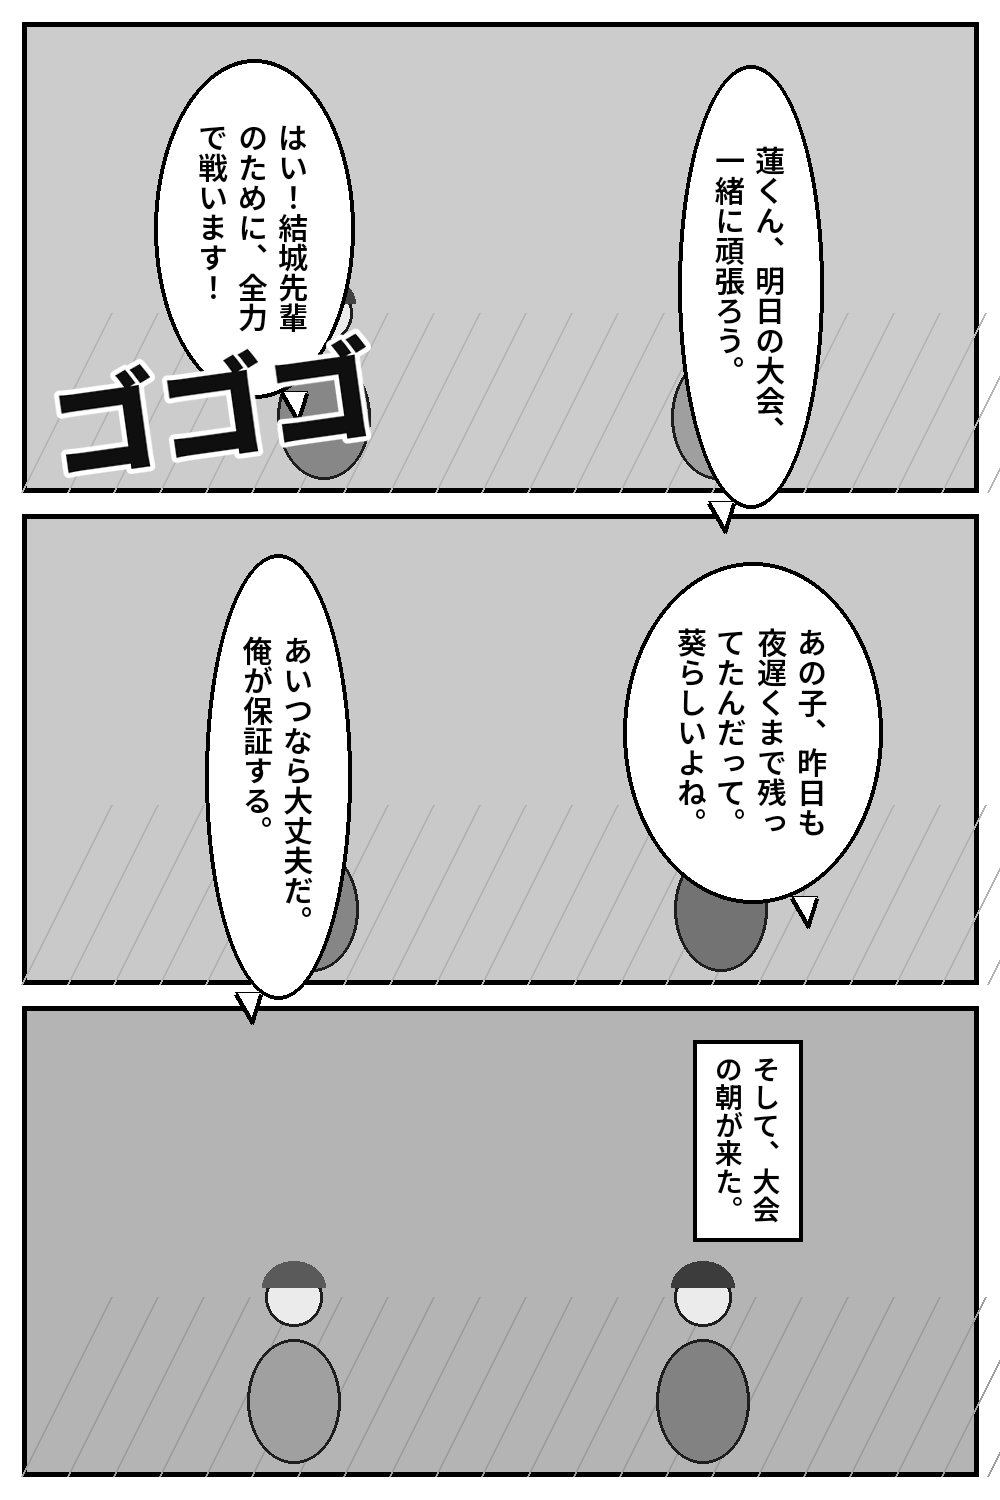 蓮くん、明日の大会、
一緒に頑張ろう。
はい！結城先輩
のために、全力
で戦います！
ゴゴゴ
あの子、昨日も
夜遅くまで残っ
てたんだって。
葵らしいよね。
あいつなら大丈夫だ。
俺が保証する。
そして、大会
の朝が来た。